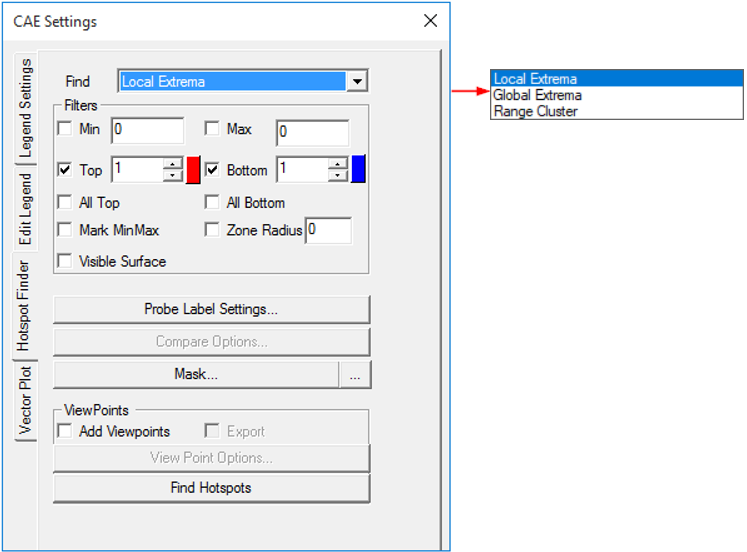 CAE Settings
Legend Settings
Edit Legend
Hotspot Finder
Vector Plot
Find Local Extrema
Filters
Min 0 Max 0
Top 1 Bottom 1
All Top All Bottom
Mark MinMax Zone Radius 0
Visible Surface
Probe Label Settings...
Compare Options...
Mask... ...
ViewPoints
Add Viewpoints Export
View Point Options...
Find Hotspots
Local Extrema
Global Extrema
Range Cluster